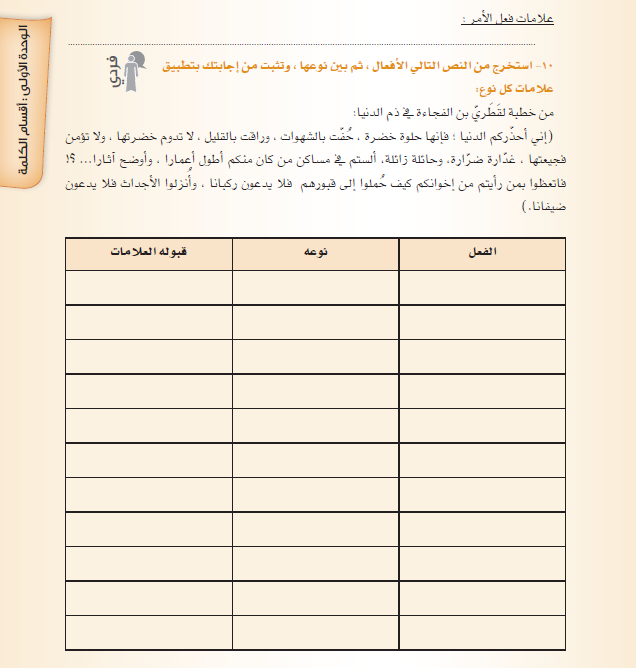 علامات فعل الأمر :
١٠- استخرج من النص التالي الأفعال ، ثم بين نوعها ، وتثبت من إجابتك بتطبيق
علامات كل نوع:
فردي
من خطبة لقَطَريّ بن الفجاءة في ذم الدنيا:
(إني أحذّركم الدنيا ؛ فإنها حلوة خضرة ، حُفّت بالشهوات ، وراقت بالقليل ، لا تدوم خضرتها ، ولا تؤمن
فجيعتها ، غدّارة ضرّارة، وحائلة زائلة، ألستم في مساكن من كان منكم أطول أعمارا ، وأوضح آثارا... ؟!
فاتعظوا بمن رأيتم من إخوانكم كيف حُملوا إلى قبورهم فلا يدعون ركبانا ، وأُنزلوا الأجداث فلا يدعون
ضيفانا.)
الفعل نوعه قبوله العلامات
الوحدة الأولى : أقسام الكلمة